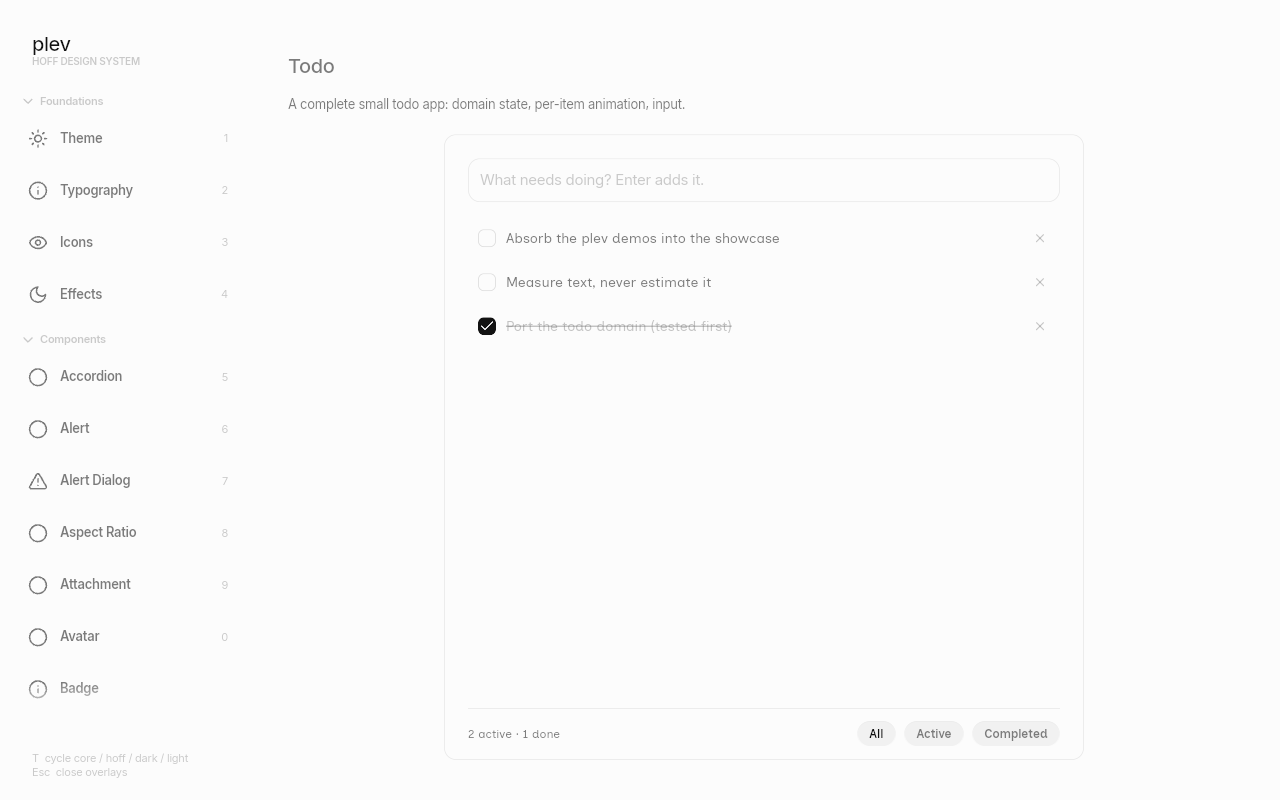 plev
HOFF DESIGN SYSTEM
Foundations
Theme 1
Typography 2
Icons 3
Effects 4
Components
Accordion 5
Alert 6
Alert Dialog 7
Aspect Ratio 8
Attachment 9
Avatar 0
Badge
T cycle core / hoff / dark / light
Esc close overlays
Todo
A complete small todo app: domain state, per-item animation, input.
What needs doing? Enter adds it.
Absorb the plev demos into the showcase
Measure text, never estimate it
Port the todo domain (tested first)
2 active · 1 done
All Active Completed